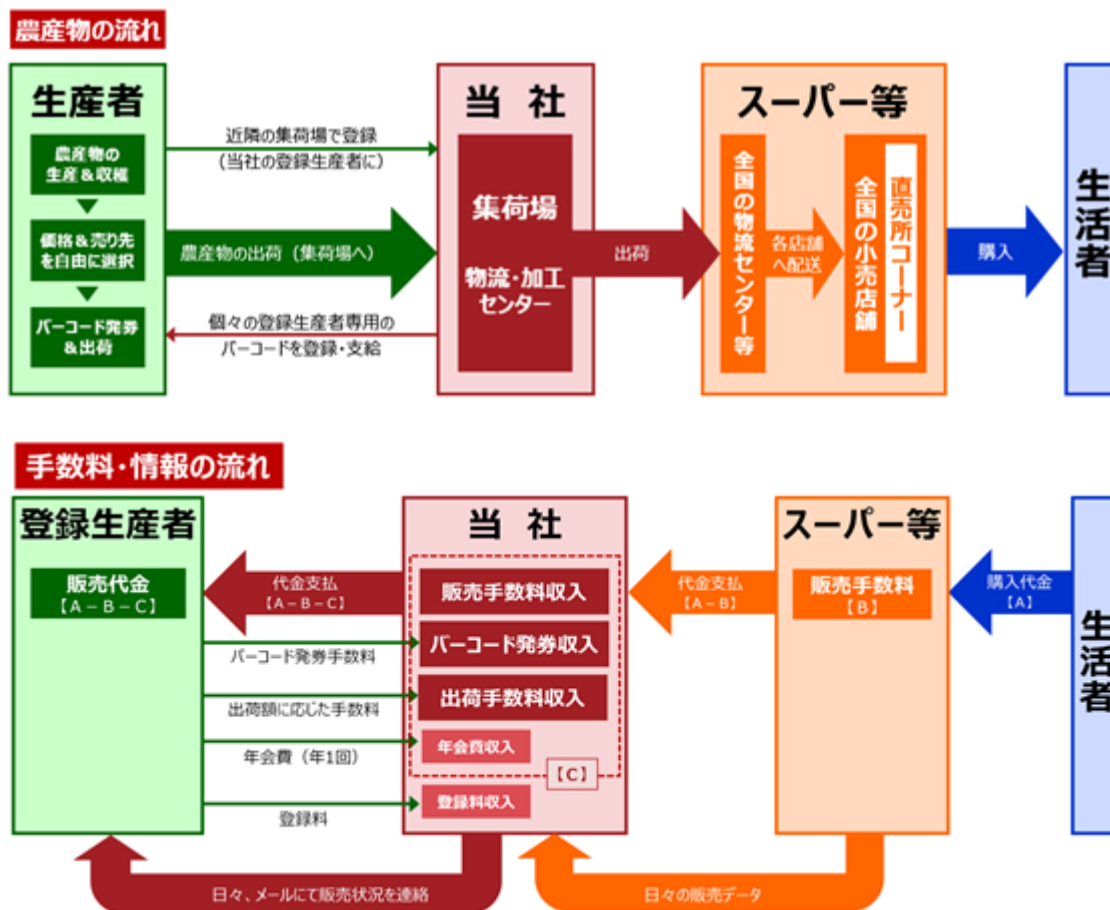 農産物の流れ
生産者
農産物の
生産&収穫
価格&売り先
を自由に選択
バーコード発券
&出荷
近隣の集荷場で登録
(当社の登録生産者に)
農産物の出荷 (集荷場へ)
個々の登録生産者専用の
バーコードを登録・支給
当 社
集荷場
物流・加工
センター
出荷
スーパー等
全国の物流センター等
各店舗
へ配送
直売所コーナー
全国の小売店舗
購入
生活者
手数料・情報の流れ
登録生産者
販売代金
【A-B-C】
代金支払
【A-B-C】
バーコード発券手数料
出荷額に応じた手数料
年会費 (年1回)
登録料
当 社
販売手数料収入
バーコード発券収入
出荷手数料収入
年会費収入
【C】
登録料収入
代金支払
【A-B】
スーパー等
販売手数料
【B】
購入代金
【A】
生活者
日々、メールにて販売状況を連絡
日々の販売データ